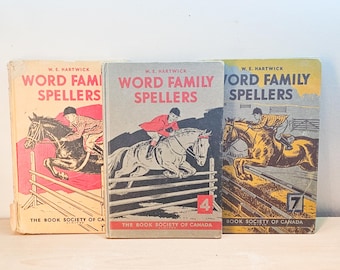 W. E. HARTWICK
WORD FAMILY
SPELLERS
THE BOOK SOCIETY OF CANADA
W. E. HARTWICK
WORD FAMILY
SPELLERS
4
THE BOOK SOCIETY OF CANADA
W. E. HARTWICK
WORD FAMILY
SPELLERS
7
BOOK SOCIETY OF CANADA